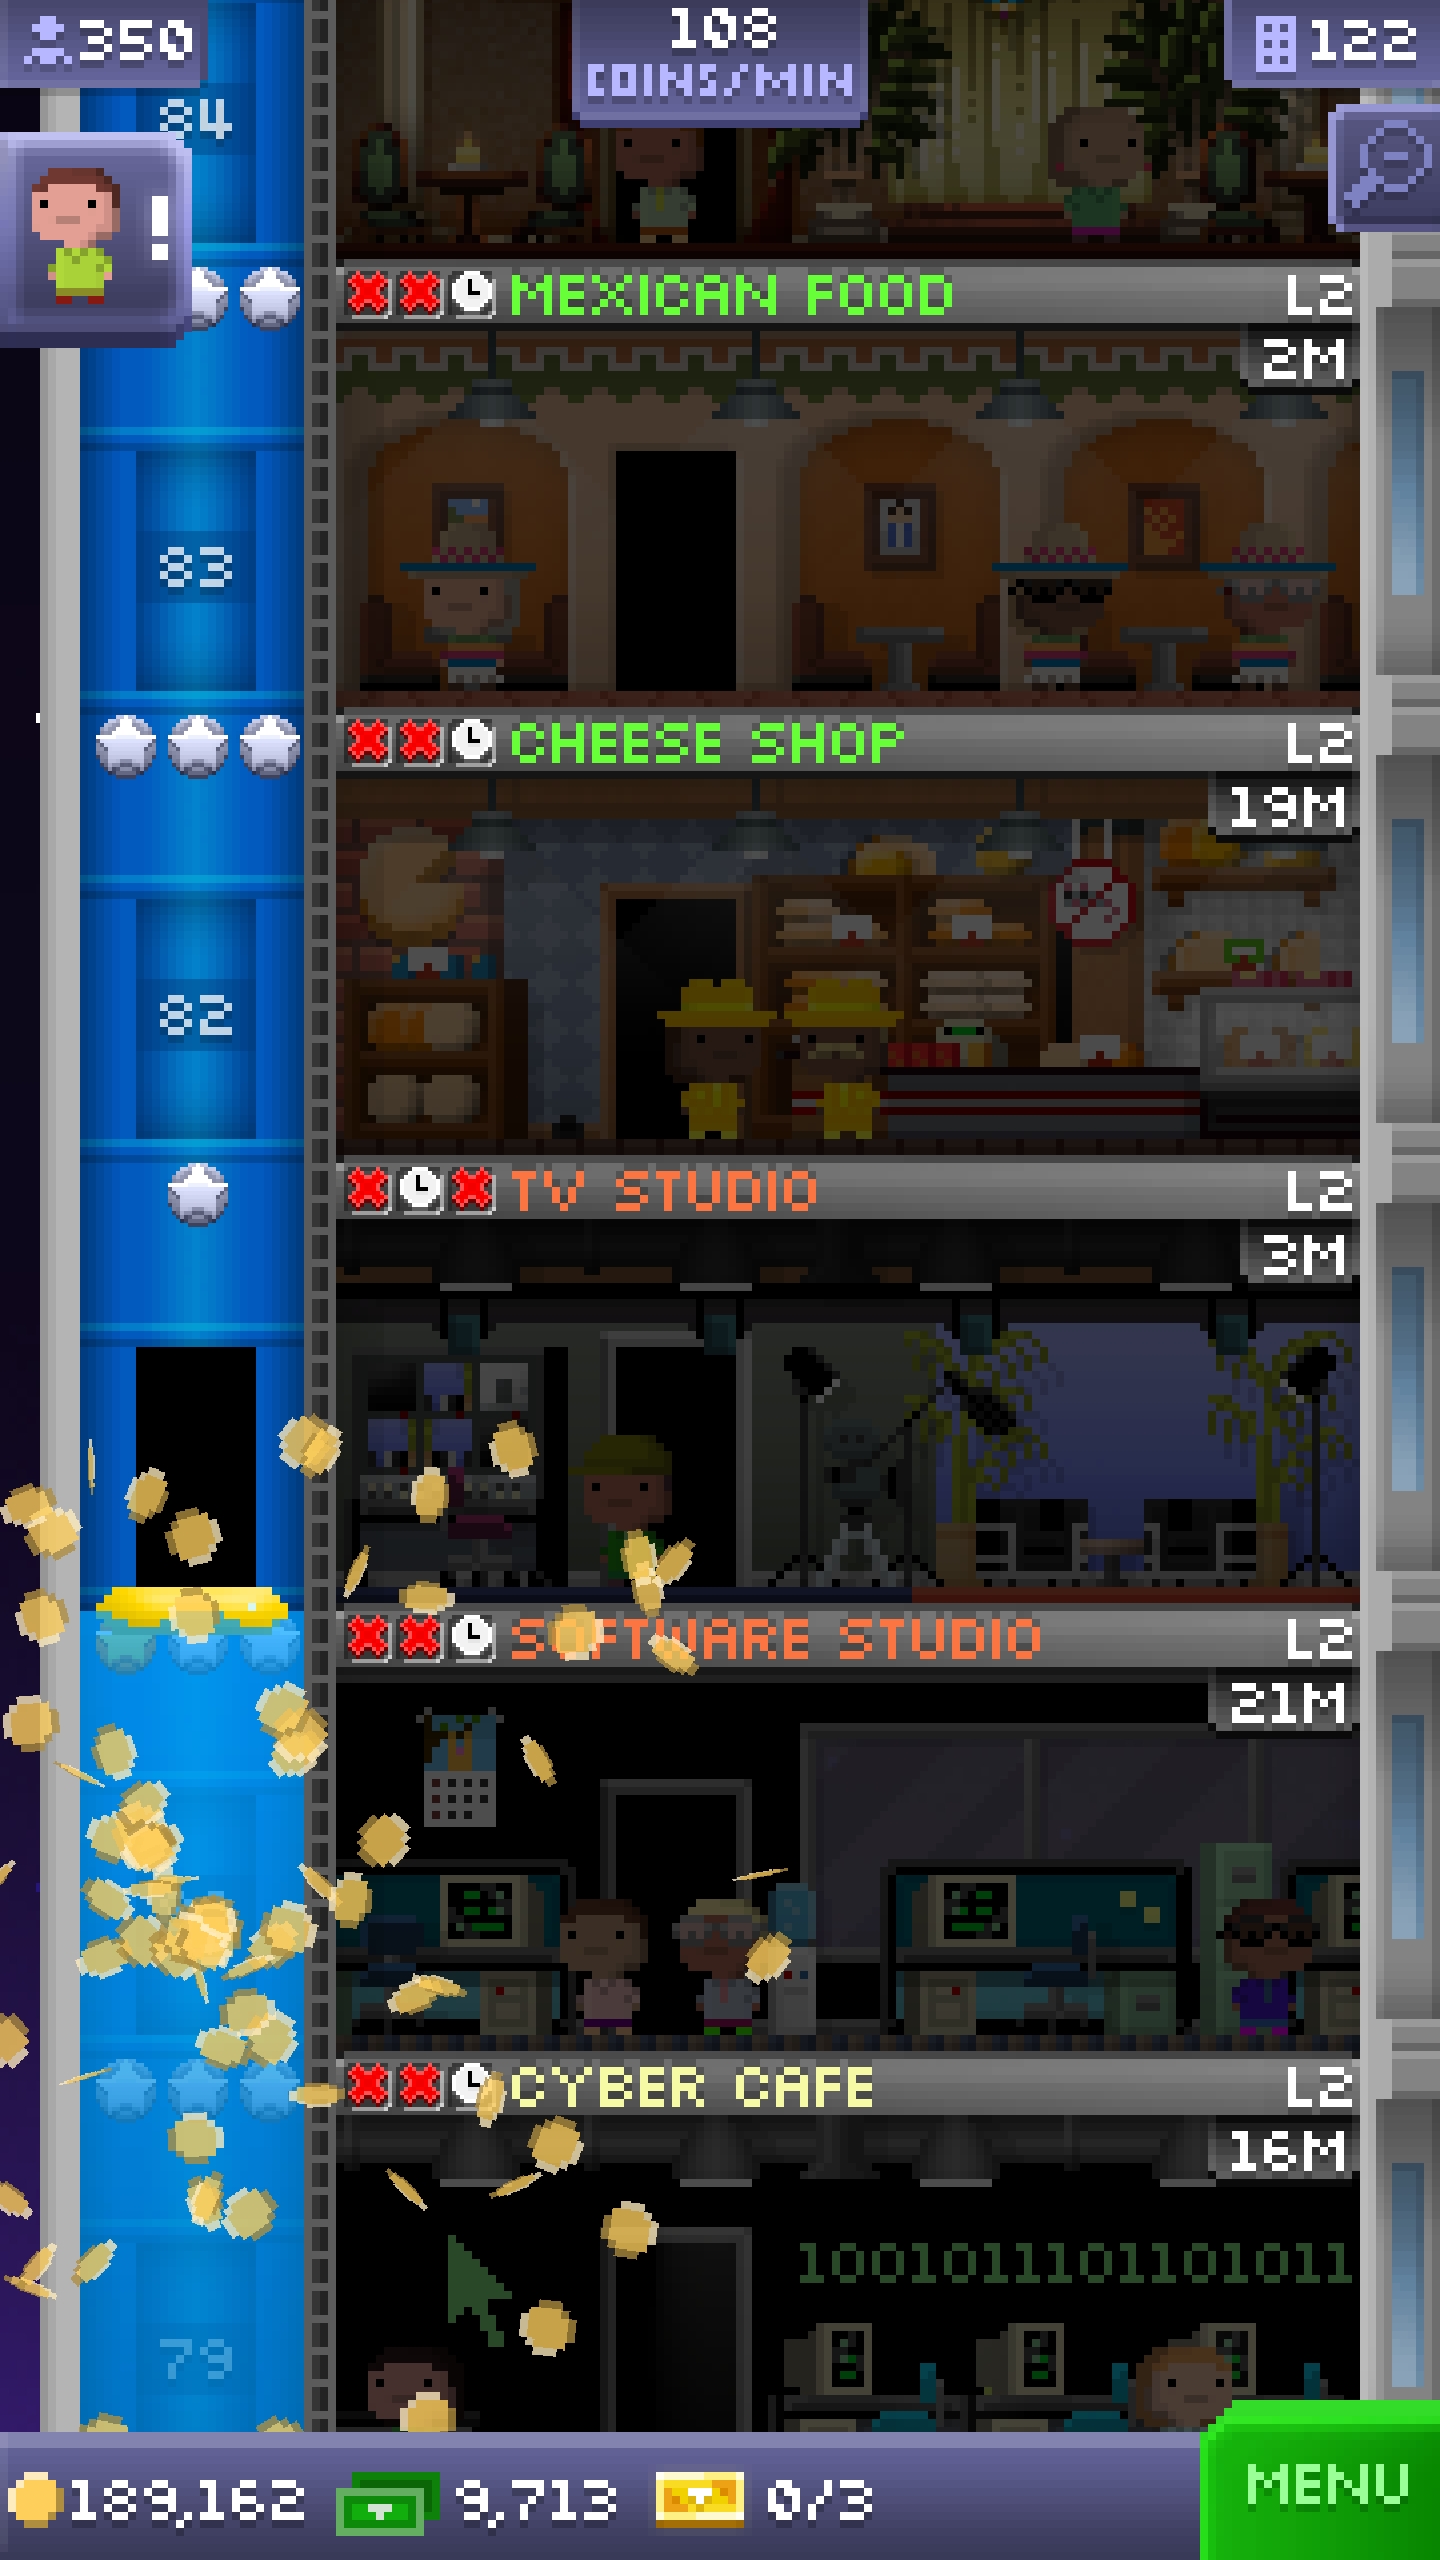 350
108
COINS/MIN
122
84
!
MEXICAN FOOD L2
2M
83
CHEESE SHOP L2
19M
82
TV STUDIO L2
3M
SOFTWARE STUDIO L2
21M
CYBER CAFE L2
16M
1001011101101011
79
189,162 9,713 0/3
MENU